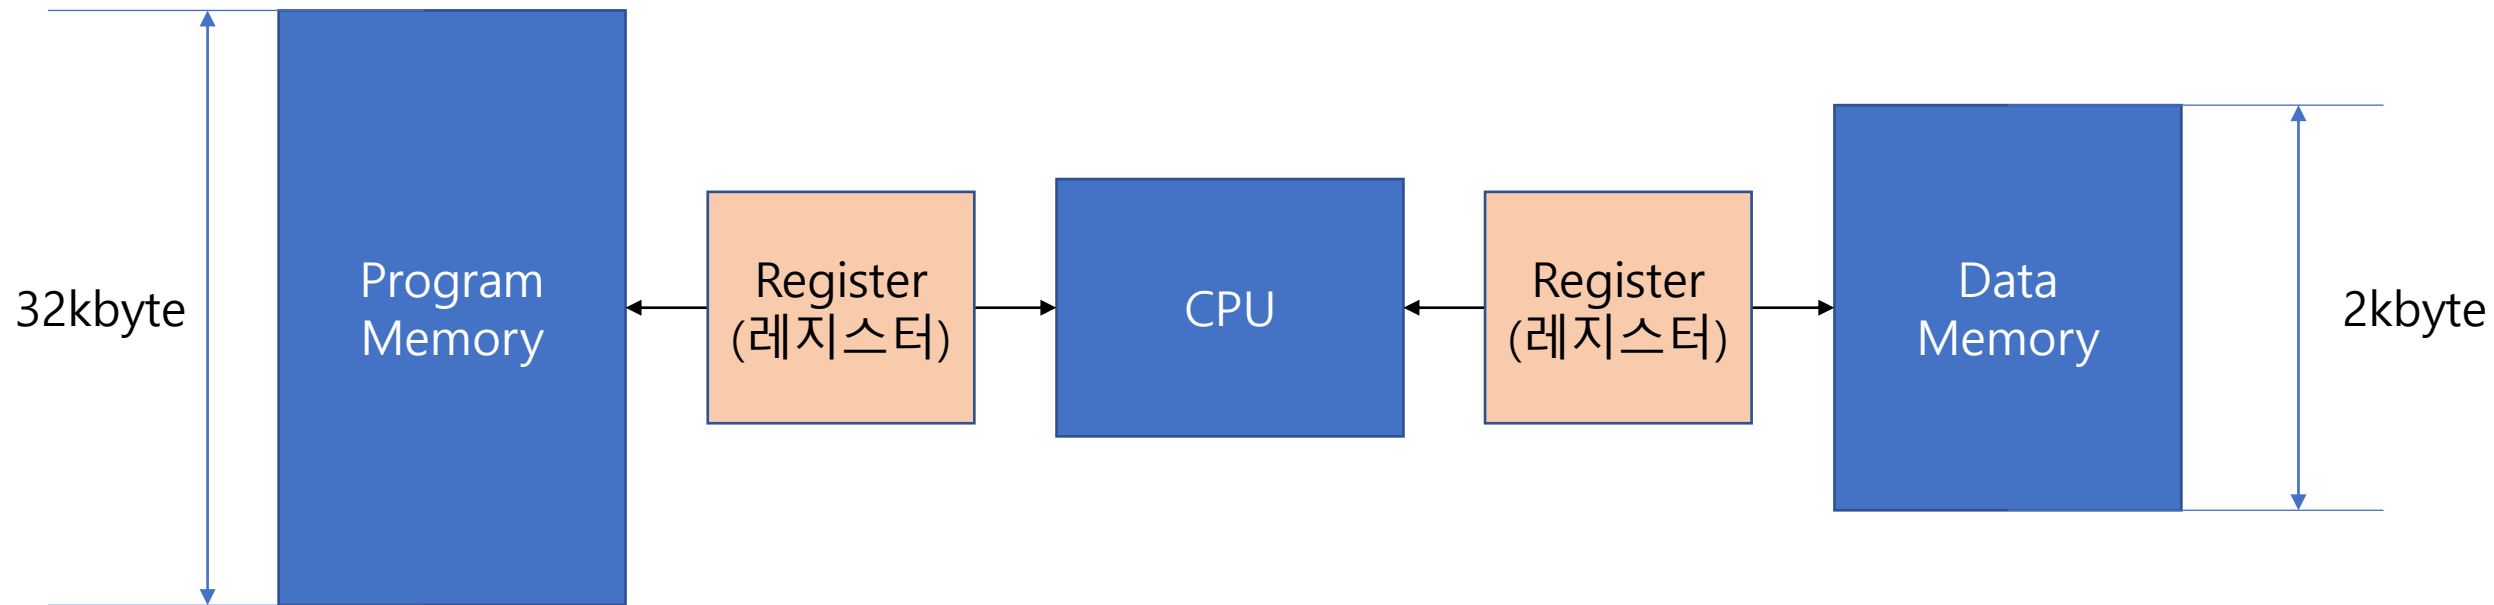 32kbyte
Program
Memory
Register
(레지스터)
CPU
Register
(레지스터)
Data
Memory
2kbyte